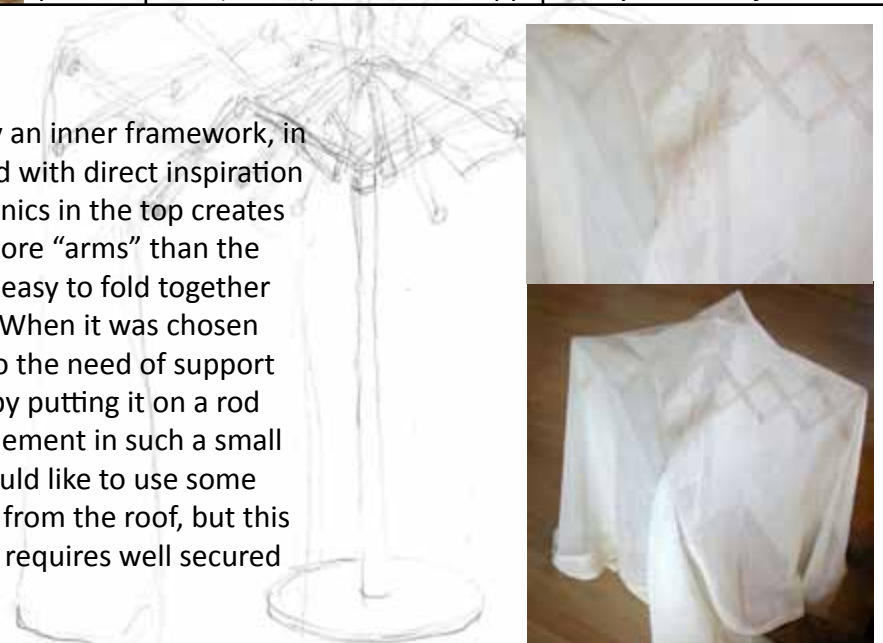 y an inner framework, in
d with direct inspiration
nics in the top creates
ore “arms” than the
easy to fold together
When it was chosen
o the need of support
by putting it on a rod
ement in such a small
uld like to use some
from the roof, but this
requires well secured